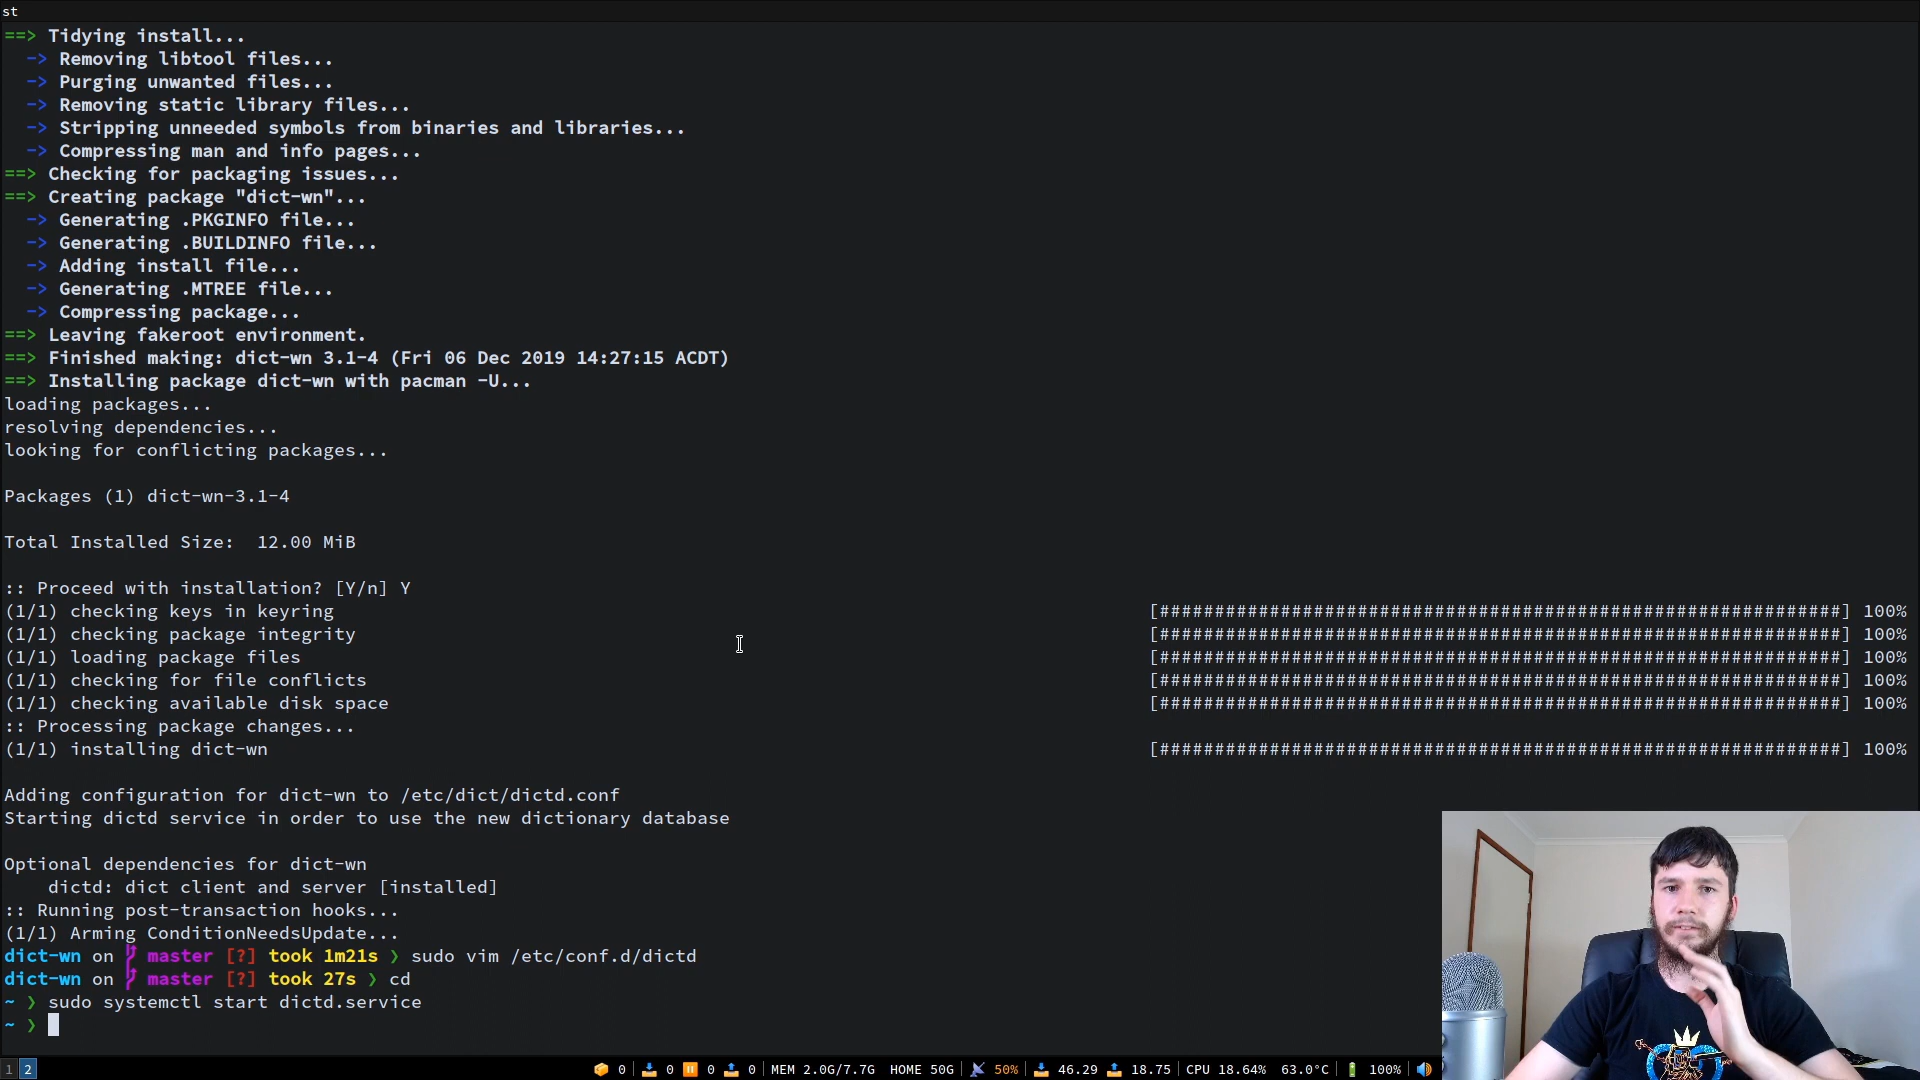 st
==> Tidying install...
  -> Removing libtool files...
  -> Purging unwanted files...
  -> Removing static library files...
  -> Stripping unneeded symbols from binaries and libraries...
  -> Compressing man and info pages...
==> Checking for packaging issues...
==> Creating package "dict-wn"...
  -> Generating .PKGINFO file...
  -> Generating .BUILDINFO file...
  -> Adding install file...
  -> Generating .MTREE file...
  -> Compressing package...
==> Leaving fakeroot environment.
==> Finished making: dict-wn 3.1-4 (Fri 06 Dec 2019 14:27:15 ACDT)
==> Installing package dict-wn with pacman -U...
loading packages...
resolving dependencies...
looking for conflicting packages...
Packages (1) dict-wn-3.1-4
Total Installed Size:  12.00 MiB
:: Proceed with installation? [Y/n] Y
(1/1) checking keys in keyring [##############################################################] 100%
(1/1) checking package integrity [##############################################################] 100%
(1/1) loading package files [##############################################################] 100%
(1/1) checking for file conflicts [##############################################################] 100%
(1/1) checking available disk space [##############################################################] 100%
:: Processing package changes...
(1/1) installing dict-wn [##############################################################] 100%
Adding configuration for dict-wn to /etc/dict/dictd.conf
Starting dictd service in order to use the new dictionary database
Optional dependencies for dict-wn
    dictd: dict client and server [installed]
:: Running post-transaction hooks...
(1/1) Arming ConditionNeedsUpdate...
dict-wn on master [?] took 1m21s ❯ sudo vim /etc/conf.d/dictd
dict-wn on master [?] took 27s ❯ cd
~ ❯ sudo systemctl start dictd.service
~ ❯
1 2 0 0 0 0 | MEM 2.0G/7.7G HOME 50G | 50% | 46.29 18.75 | CPU 18.64% 63.0°C | 100% |